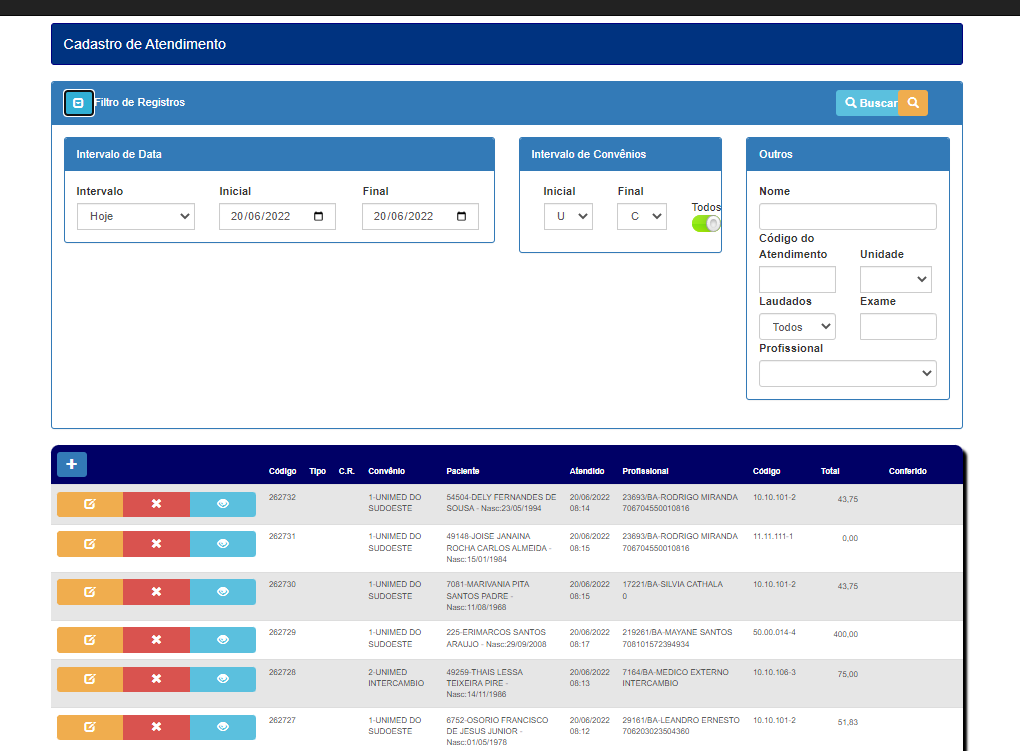 Cadastro de Atendimento
Filtro de Registros
Buscar
Intervalo de Data
Intervalo de Convênios
Outros
Intervalo
Inicial
Final
Hoje
20/06/2022
20/06/2022
Inicial
Final
Todos
U
C
Nome
Código do
Atendimento
Unidade
Laudados
Exame
Todos
Profissional
Código Tipo C.R. Convênio Paciente Atendido Profissional Código Total Conferido
262732 1-UNIMED DO 54504-DELY FERNANDES DE 20/06/2022 23693/BA-RODRIGO MIRANDA 10.10.101-2 43,75
SUDOESTE SOUSA - Nasc:23/05/1994 08:14 706704550010816
262731 1-UNIMED DO 49148-JOISE JANAINA 20/06/2022 23693/BA-RODRIGO MIRANDA 11.11.111-1 0,00
SUDOESTE ROCHA CARLOS ALMEIDA - 08:15 706704550010816
Nasc:15/01/1984
262730 1-UNIMED DO 7081-MARIVANIA PITA 20/06/2022 17221/BA-SILVIA CATHALA 10.10.101-2 43,75
SUDOESTE SANTOS PADRE - 08:15 0
Nasc:11/08/1968
262729 1-UNIMED DO 225-ERIMARCOS SANTOS 20/06/2022 219261/BA-MAYANE SANTOS 50.00.014-4 400,00
SUDOESTE ARAUJO - Nasc:29/09/2008 08:17 708101572394934
262728 2-UNIMED 49259-THAIS LESSA 20/06/2022 7164/BA-MEDICO EXTERNO 10.10.106-3 75,00
INTERCAMBIO TEIXEIRA PIRE - 08:13 INTERCAMBIO
Nasc:14/11/1986
262727 1-UNIMED DO 6752-OSORIO FRANCISCO 20/06/2022 29161/BA-LEANDRO ERNESTO 10.10.101-2 51,83
SUDOESTE DE JESUS JUNIOR - 08:12 706203023504360
Nasc:01/05/1976